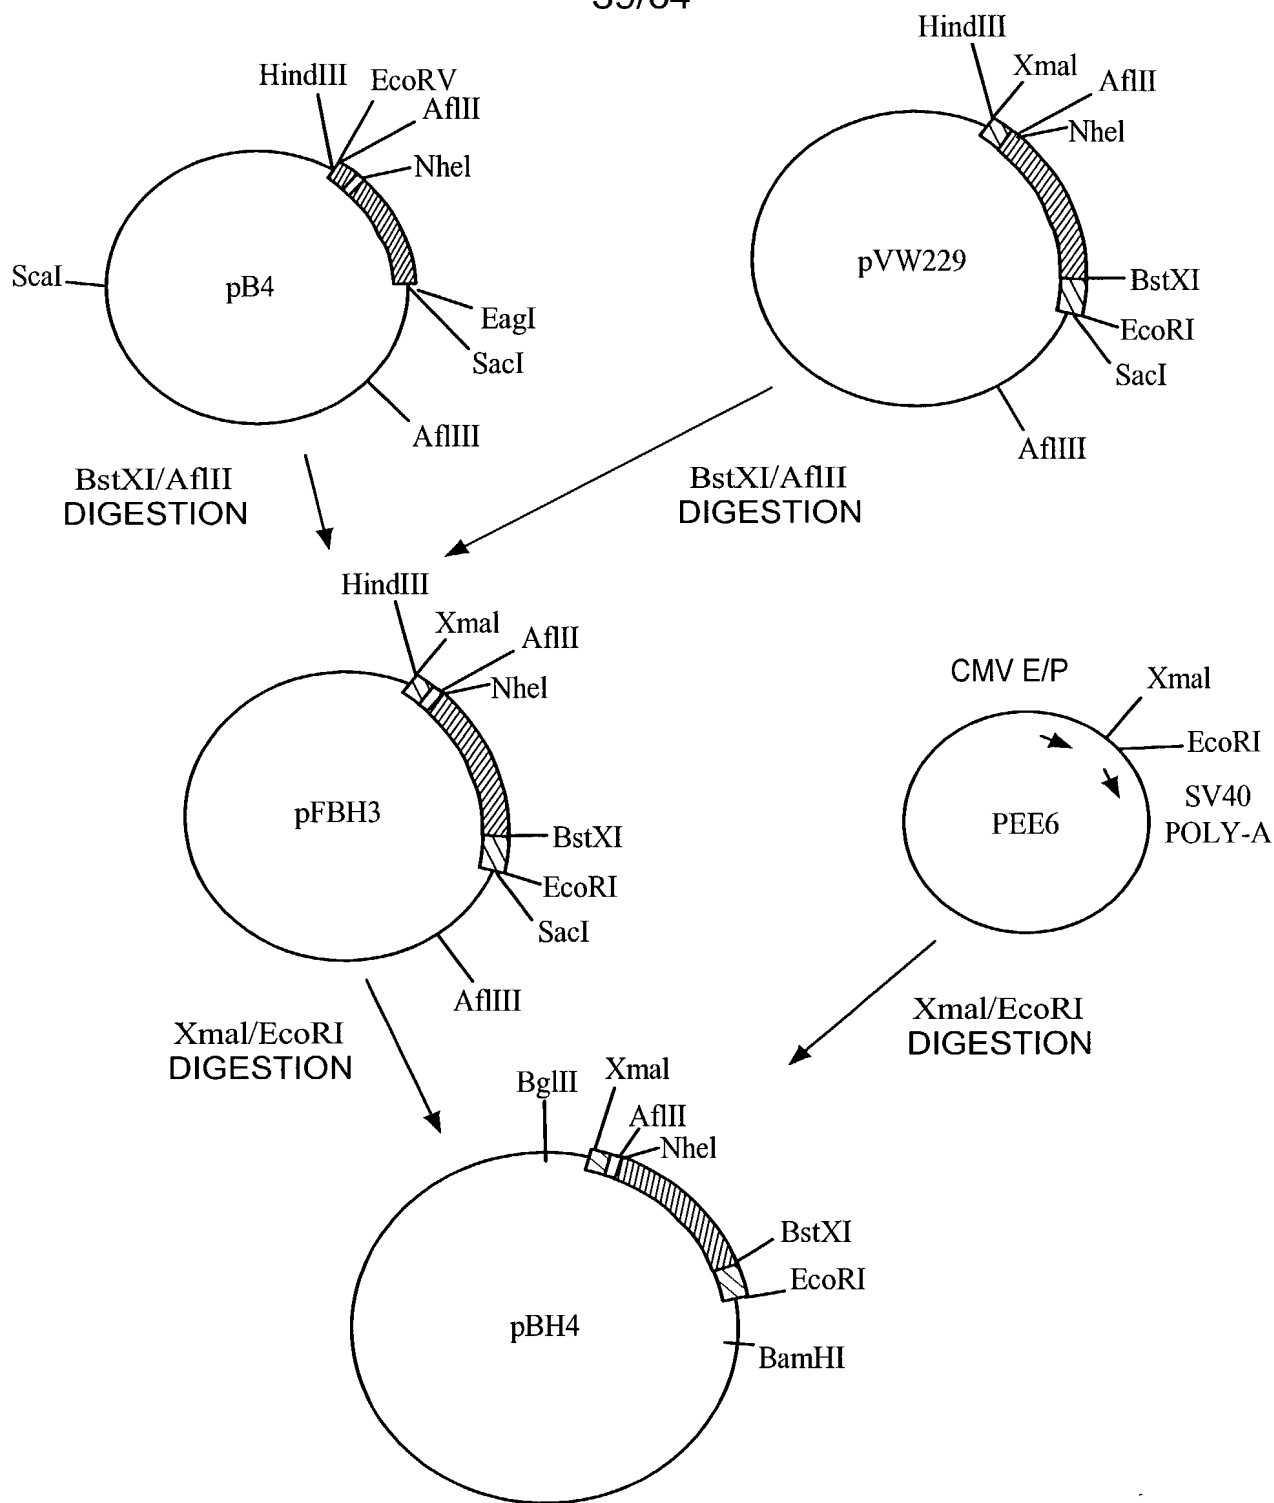 HindIII
EcoRV
AflII
NheI
ScaI
pB4
EagI
SacI
AflIII
BstXI/AflII
DIGESTION
HindIII
XmaI
AflII
NheI
pVW229
BstXI
EcoRI
SacI
AflIII
BstXI/AflII
DIGESTION
HindIII
XmaI
AflII
NheI
pFBH3
BstXI
EcoRI
SacI
AflIII
XmaI/EcoRI
DIGESTION
CMV E/P
XmaI
EcoRI
SV40
POLY-A
PEE6
XmaI/EcoRI
DIGESTION
BglII
XmaI
AflII
NheI
BstXI
EcoRI
pBH4
BamHI